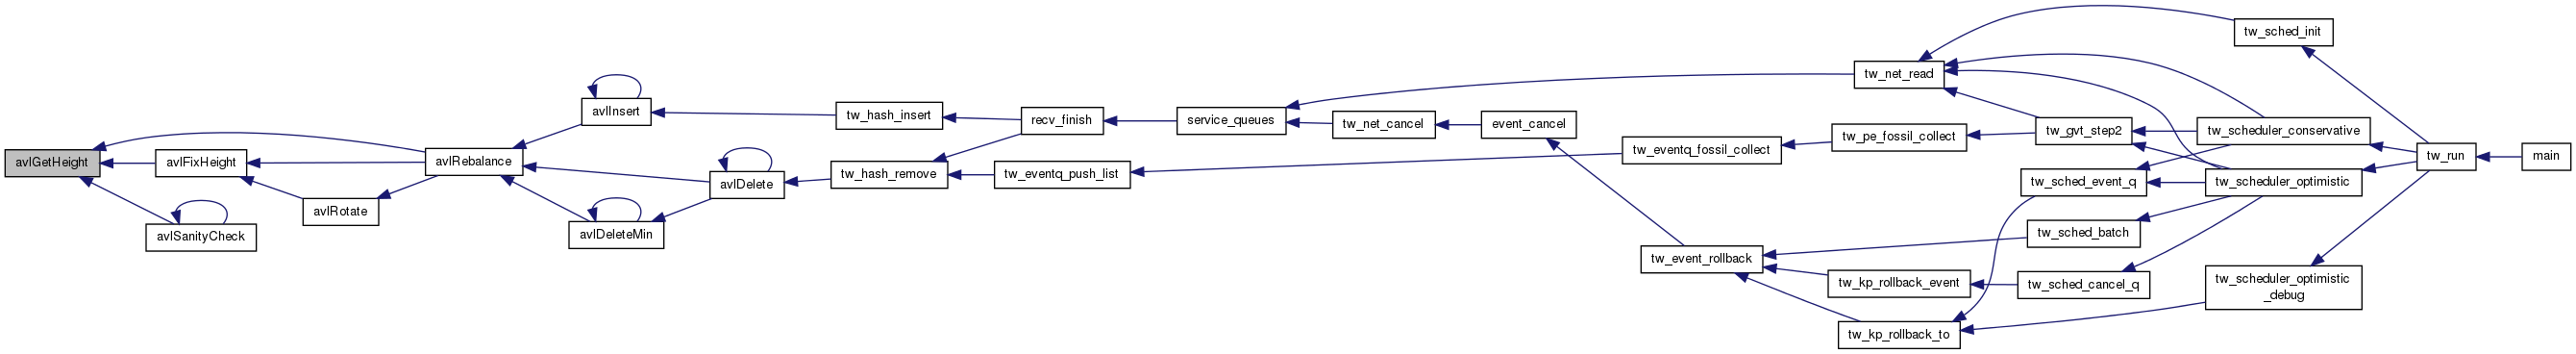 avlGetHeight
avlFixHeight
avlSanityCheck
avlRotate
avlRebalance
avlInsert
avlDelete
avlDeleteMin
tw_hash_insert
tw_hash_remove
recv_finish
tw_eventq_push_list
service_queues
tw_net_cancel
event_cancel
tw_eventq_fossil_collect
tw_event_rollback
tw_pe_fossil_collect
tw_net_read
tw_kp_rollback_event
tw_kp_rollback_to
tw_gvt_step2
tw_sched_event_q
tw_sched_batch
tw_sched_cancel_q
tw_sched_init
tw_scheduler_conservative
tw_scheduler_optimistic
tw_scheduler_optimistic
_debug
tw_run
main